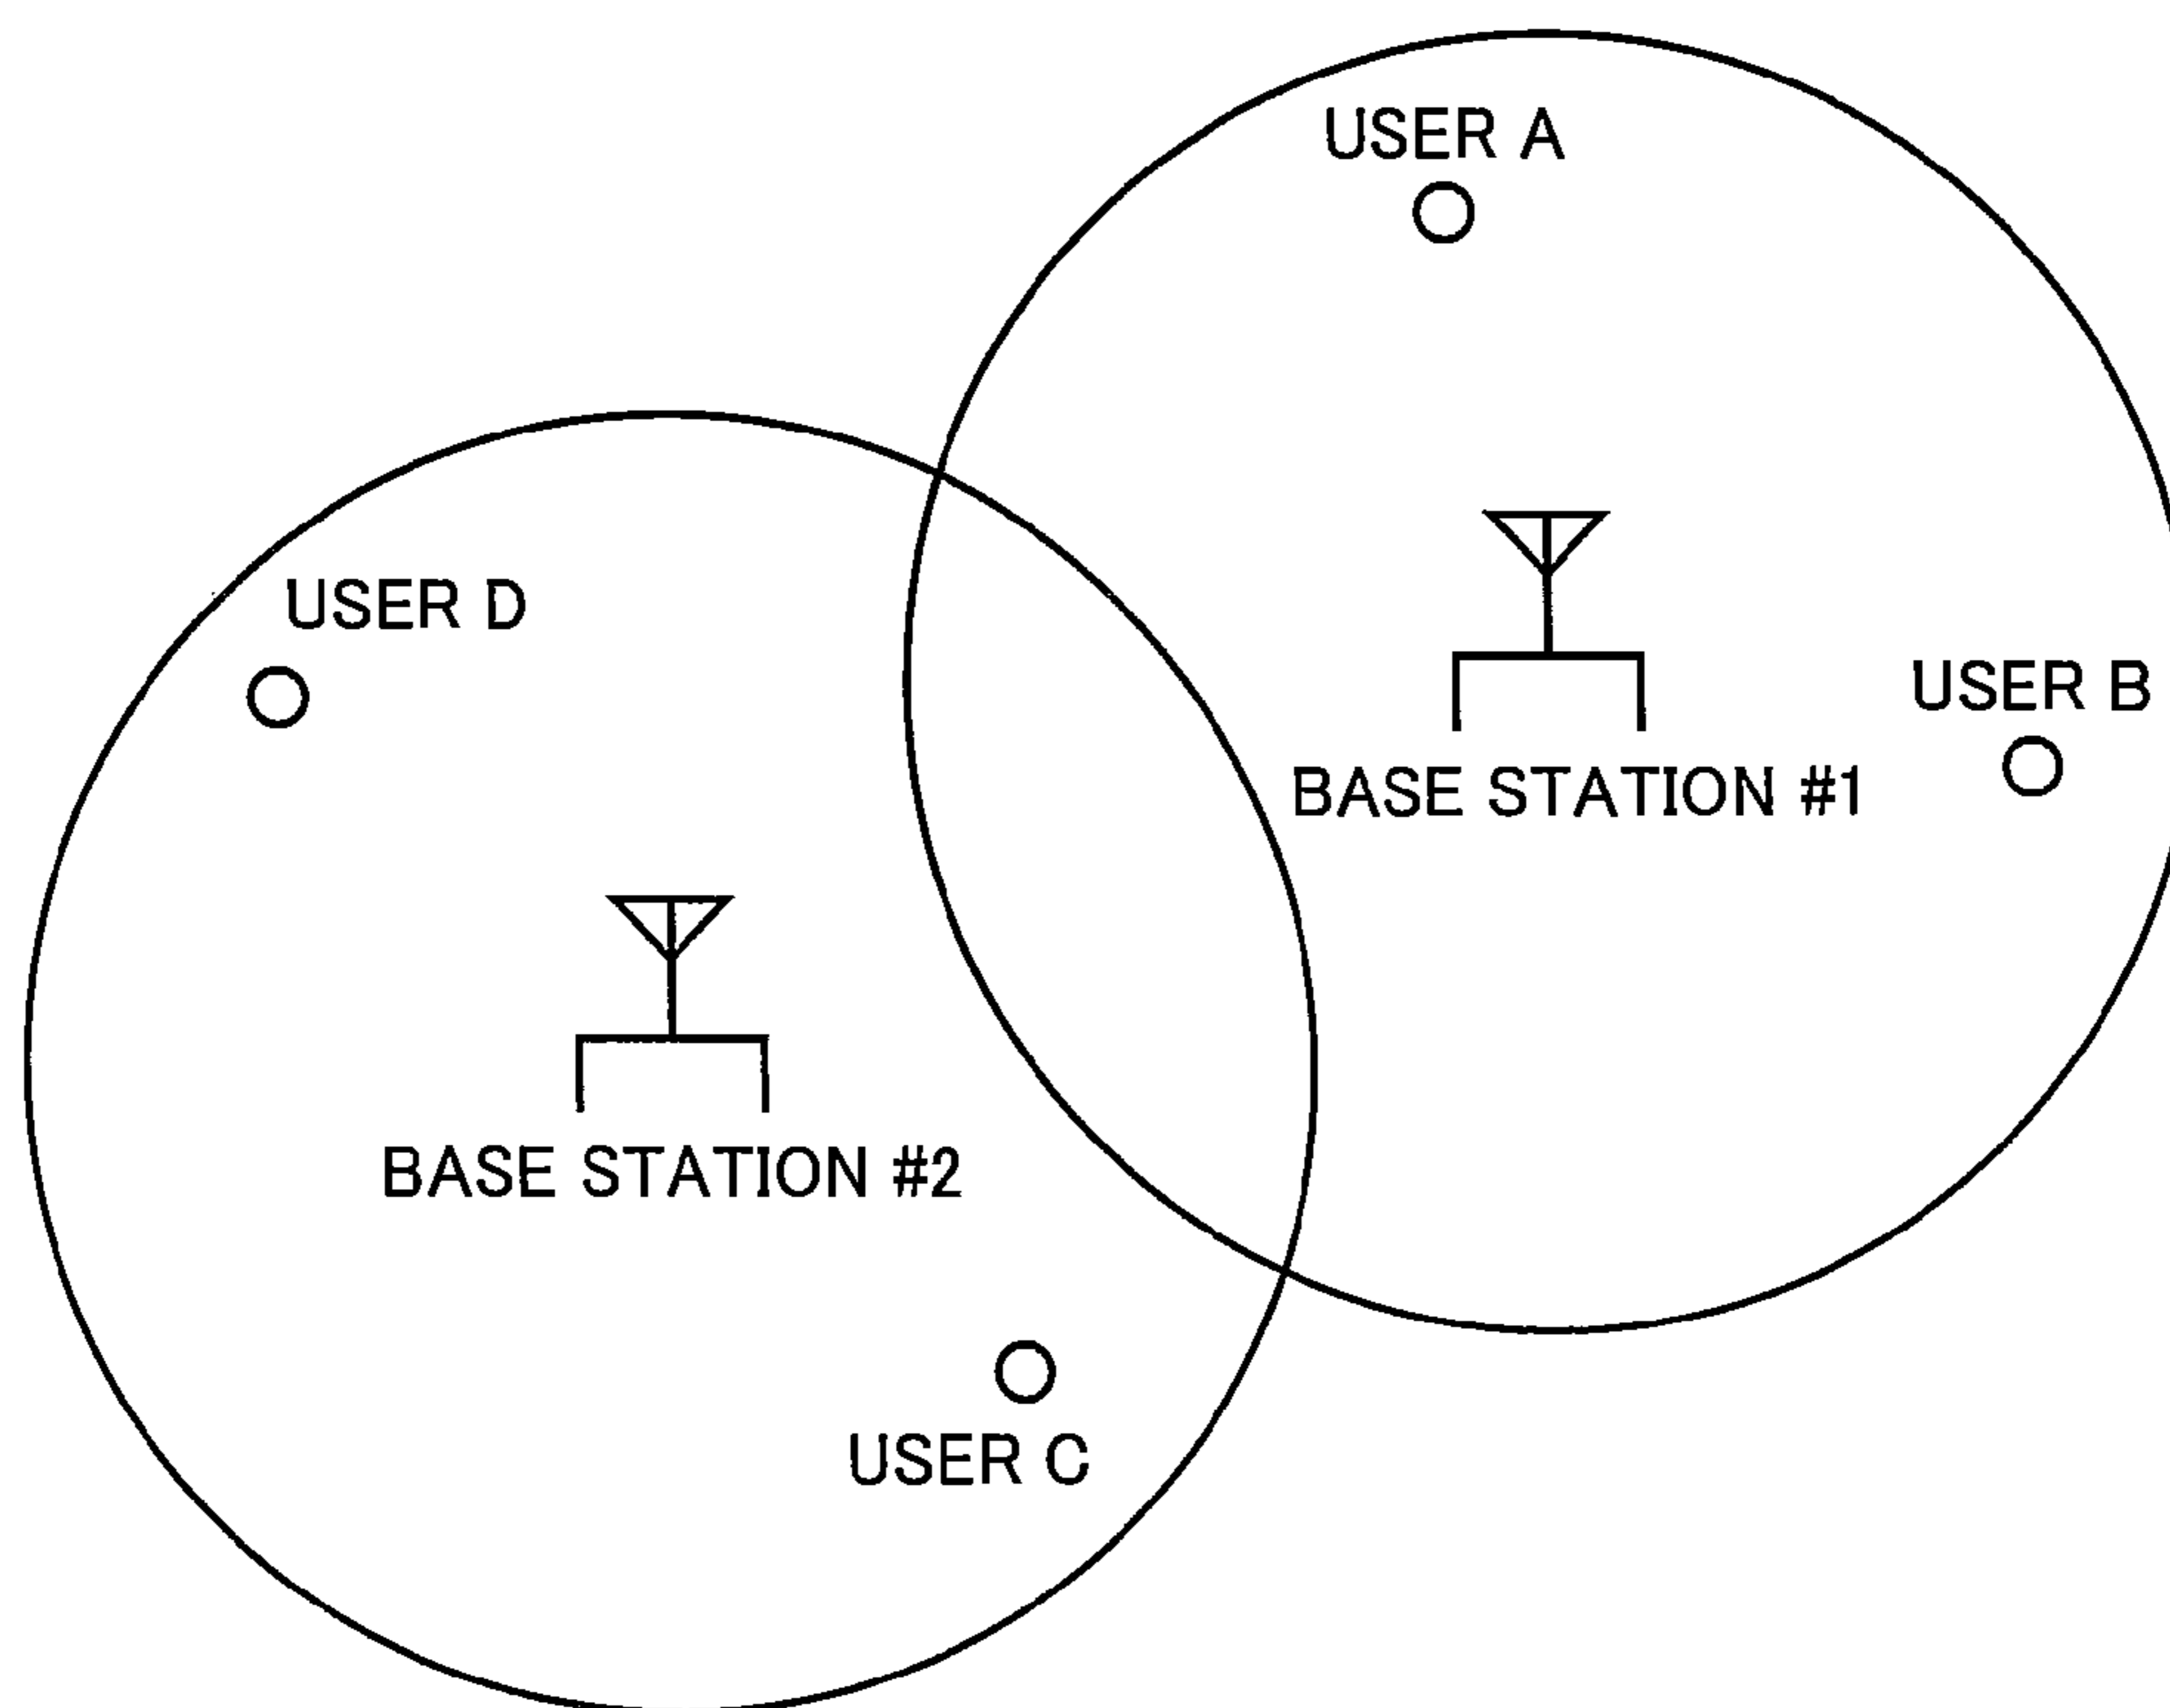 USER A
USER D
USER B
BASE STATION #1
BASE STATION #2
USER C